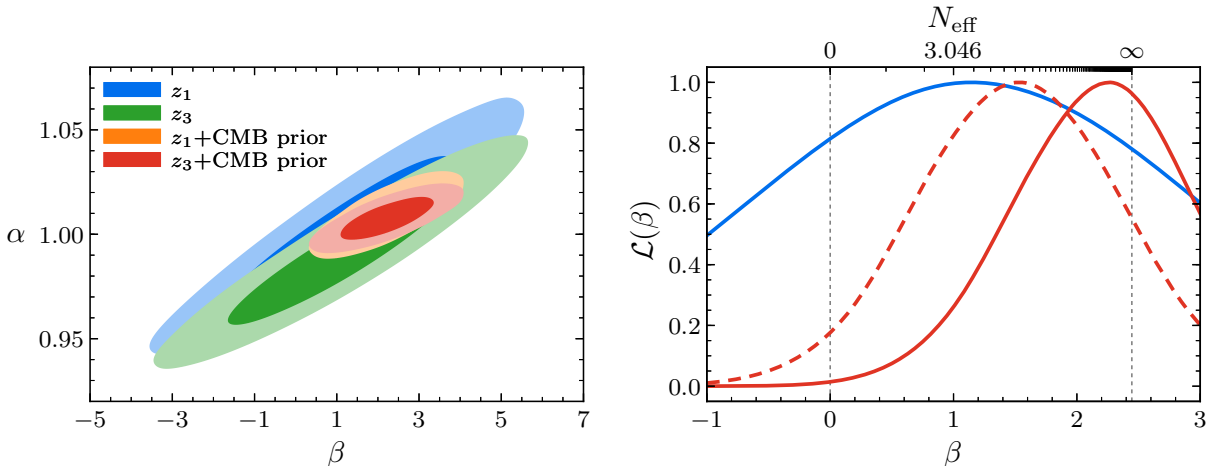 1.05
1.00
0.95
α
−5
−3
−1
1
3
5
7
β
z₁
z₃
z₁+CMB prior
z₃+CMB prior
N_eff
0
3.046
∞
1.0
0.8
0.6
0.4
0.2
0.0
ℒ(β)
−1
0
1
2
3
β